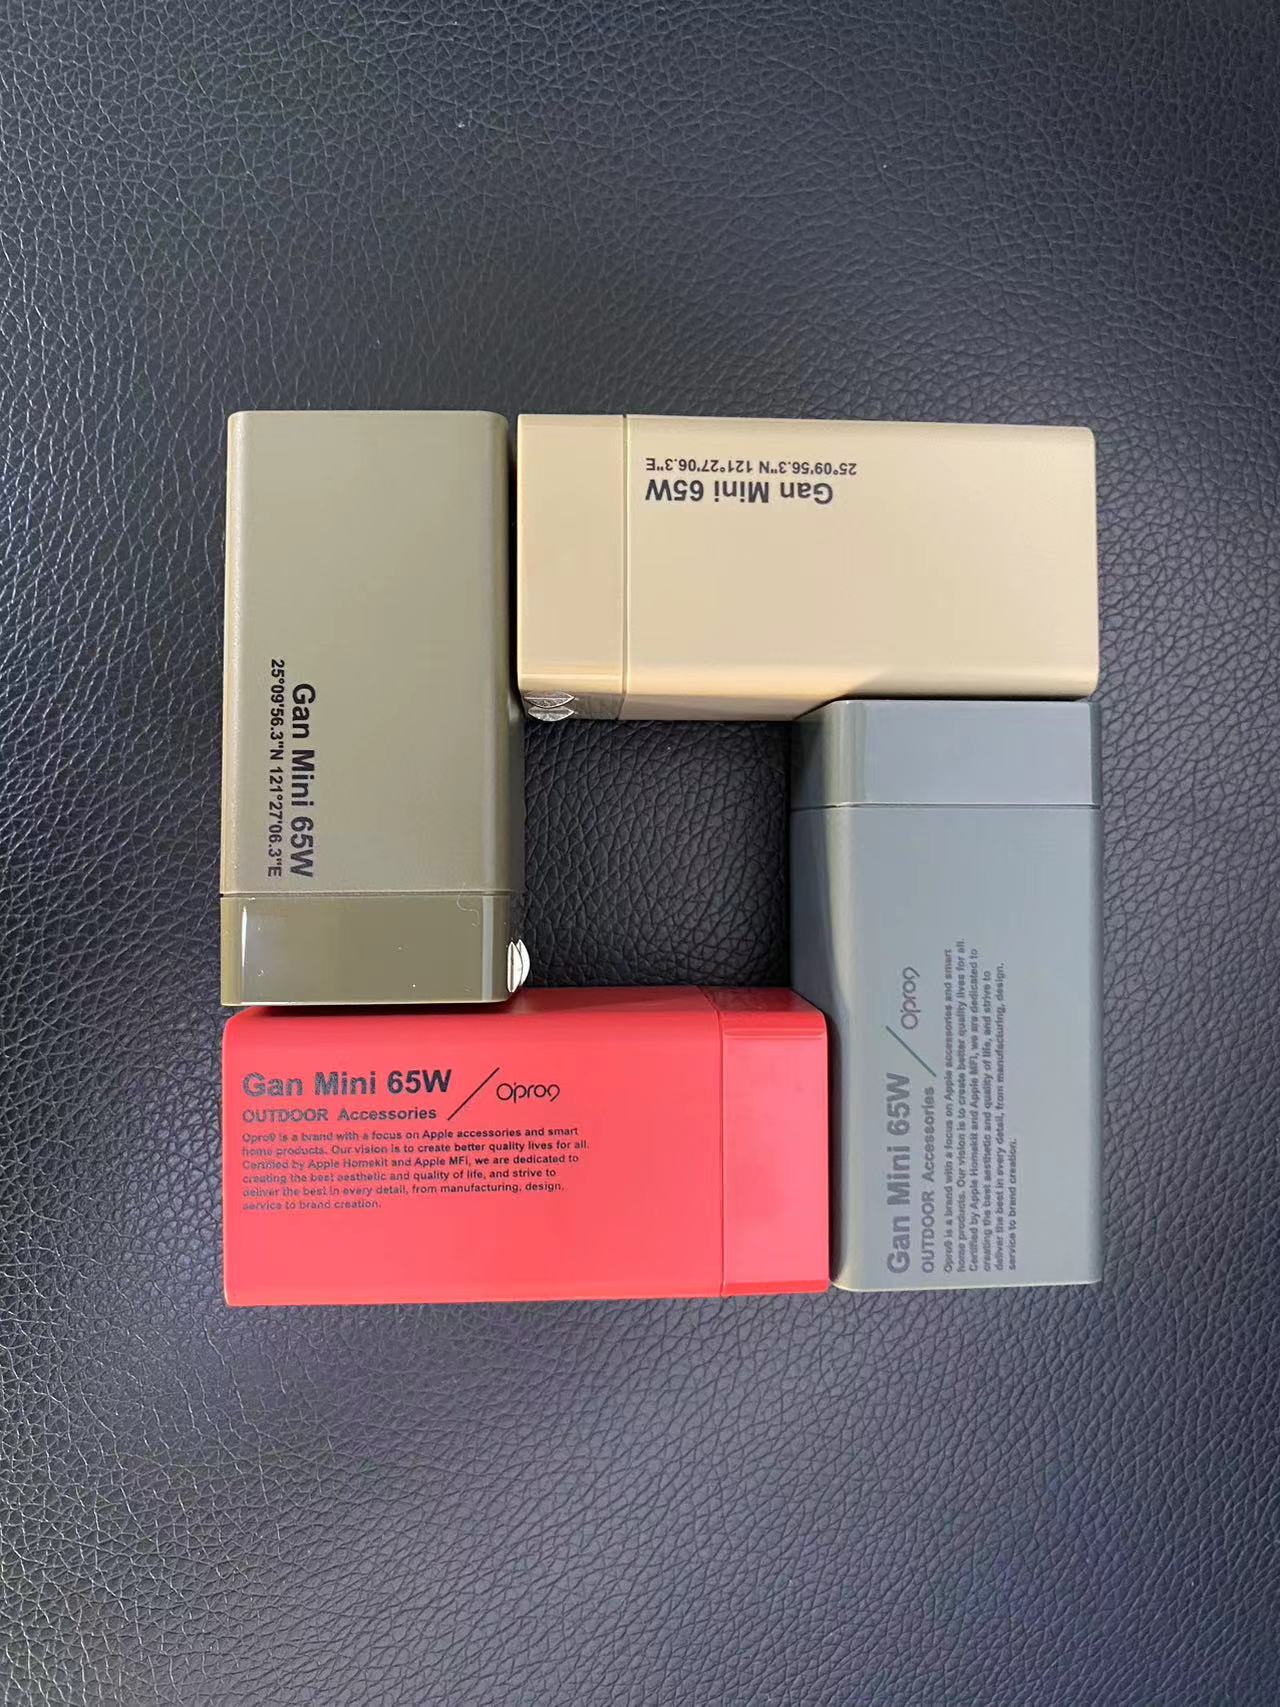 25°09'56.3"N 121°27'06.3"E
Gan Mini 65W
Gan Mini 65W
25°09'56.3"N 121°27'06.3"E
Gan Mini 65W / Opro9
OUTDOOR Accessories
Opro9 is a brand with a focus on Apple accessories and smart
home products. Our vision is to create better quality lives for all.
Certified by Apple Homekit and Apple MFi, we are dedicated to
creating the best aesthetic and quality of life, and strive to
deliver the best in every detail, from manufacturing, design,
service to brand creation.
Gan Mini 65W / Opro9
OUTDOOR Accessories
Opro9 is a brand with a focus on Apple accessories and smart
home products. Our vision is to create better quality lives for all.
Certified by Apple Homekit and Apple MFi, we are dedicated to
creating the best aesthetic and quality of life, and strive to
deliver the best in every detail, from manufacturing, design,
service to brand creation.